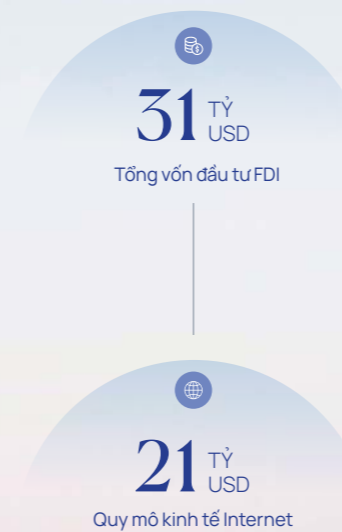 31 TỶ
USD
Tổng vốn đầu tư FDI
21 TỶ
USD
Quy mô kinh tế Internet